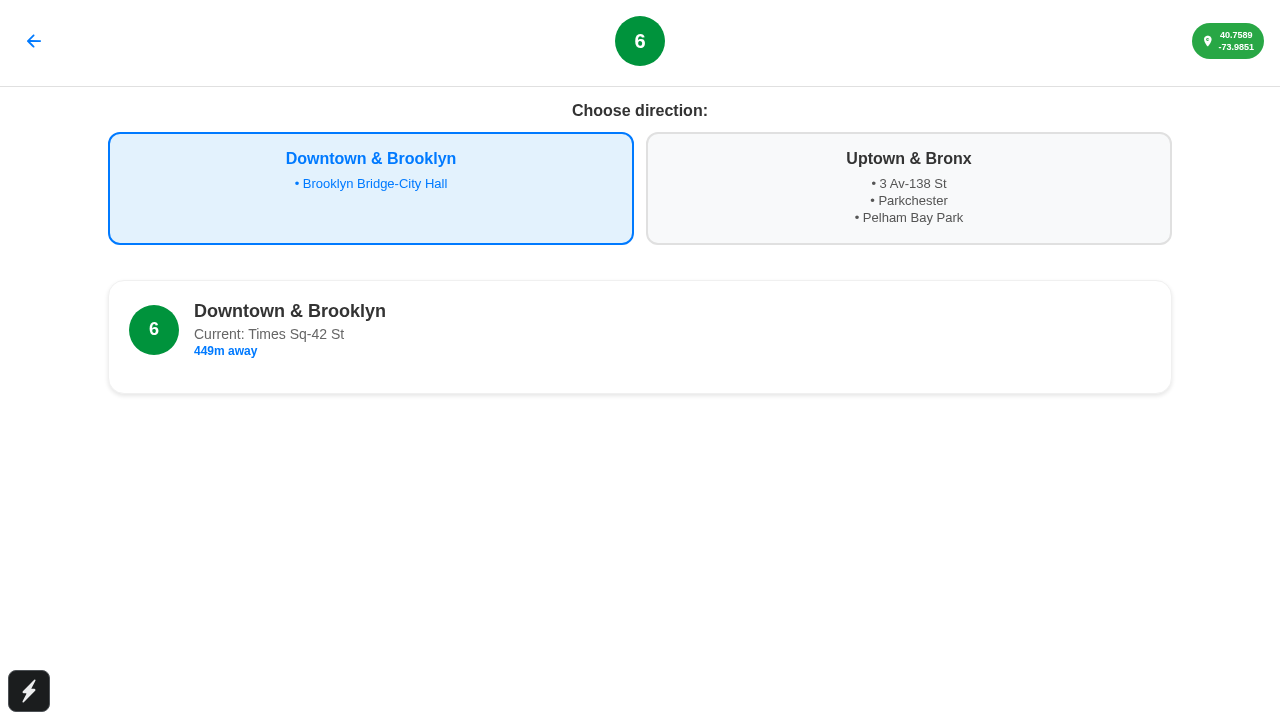 6
40.7589
-73.9851
Choose direction:
Downtown & Brooklyn
• Brooklyn Bridge-City Hall
Uptown & Bronx
• 3 Av-138 St
• Parkchester
• Pelham Bay Park
6
Downtown & Brooklyn
Current: Times Sq-42 St
449m away